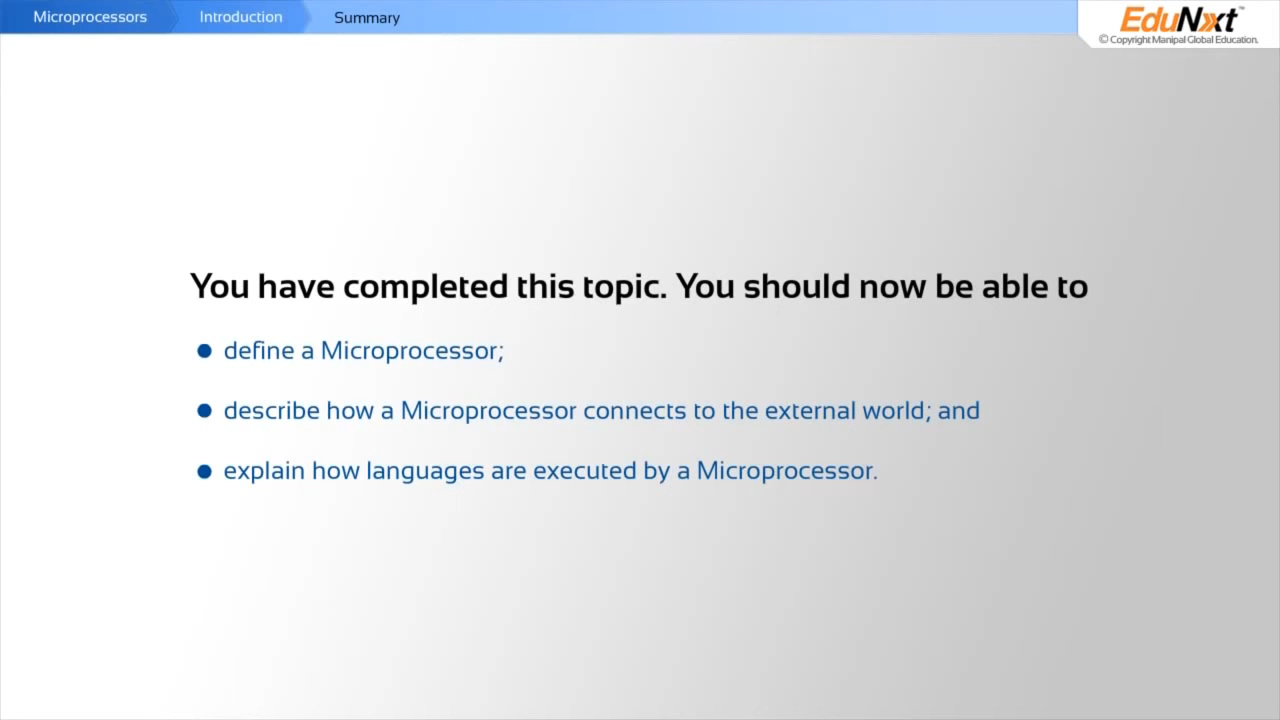 Microprocessors Introduction Summary
EduNxt™
© Copyright Manipal Global Education.
You have completed this topic. You should now be able to
● define a Microprocessor;
● describe how a Microprocessor connects to the external world; and
● explain how languages are executed by a Microprocessor.